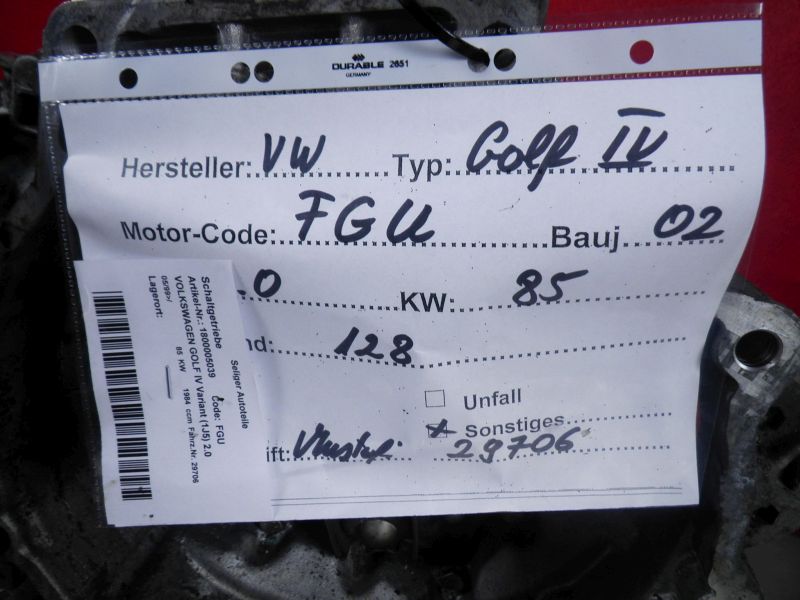 DURABLE 2651
GERMANY
Hersteller: VW Typ: Golf IV
Motor-Code: FGU Bauj 02
.0 KW: 85
nd: 128
Unfall
Sonstiges
ift: 29706
Seliger Autoteile
Schaltgetriebe Code: FGU
Artikel-Nr.: 1800005039
VOLKSWAGEN GOLF IV Variant (1J5) 2.0
85 KW 1984 ccm Fahrz.Nr. 29706
05/99>/
Lagerort: